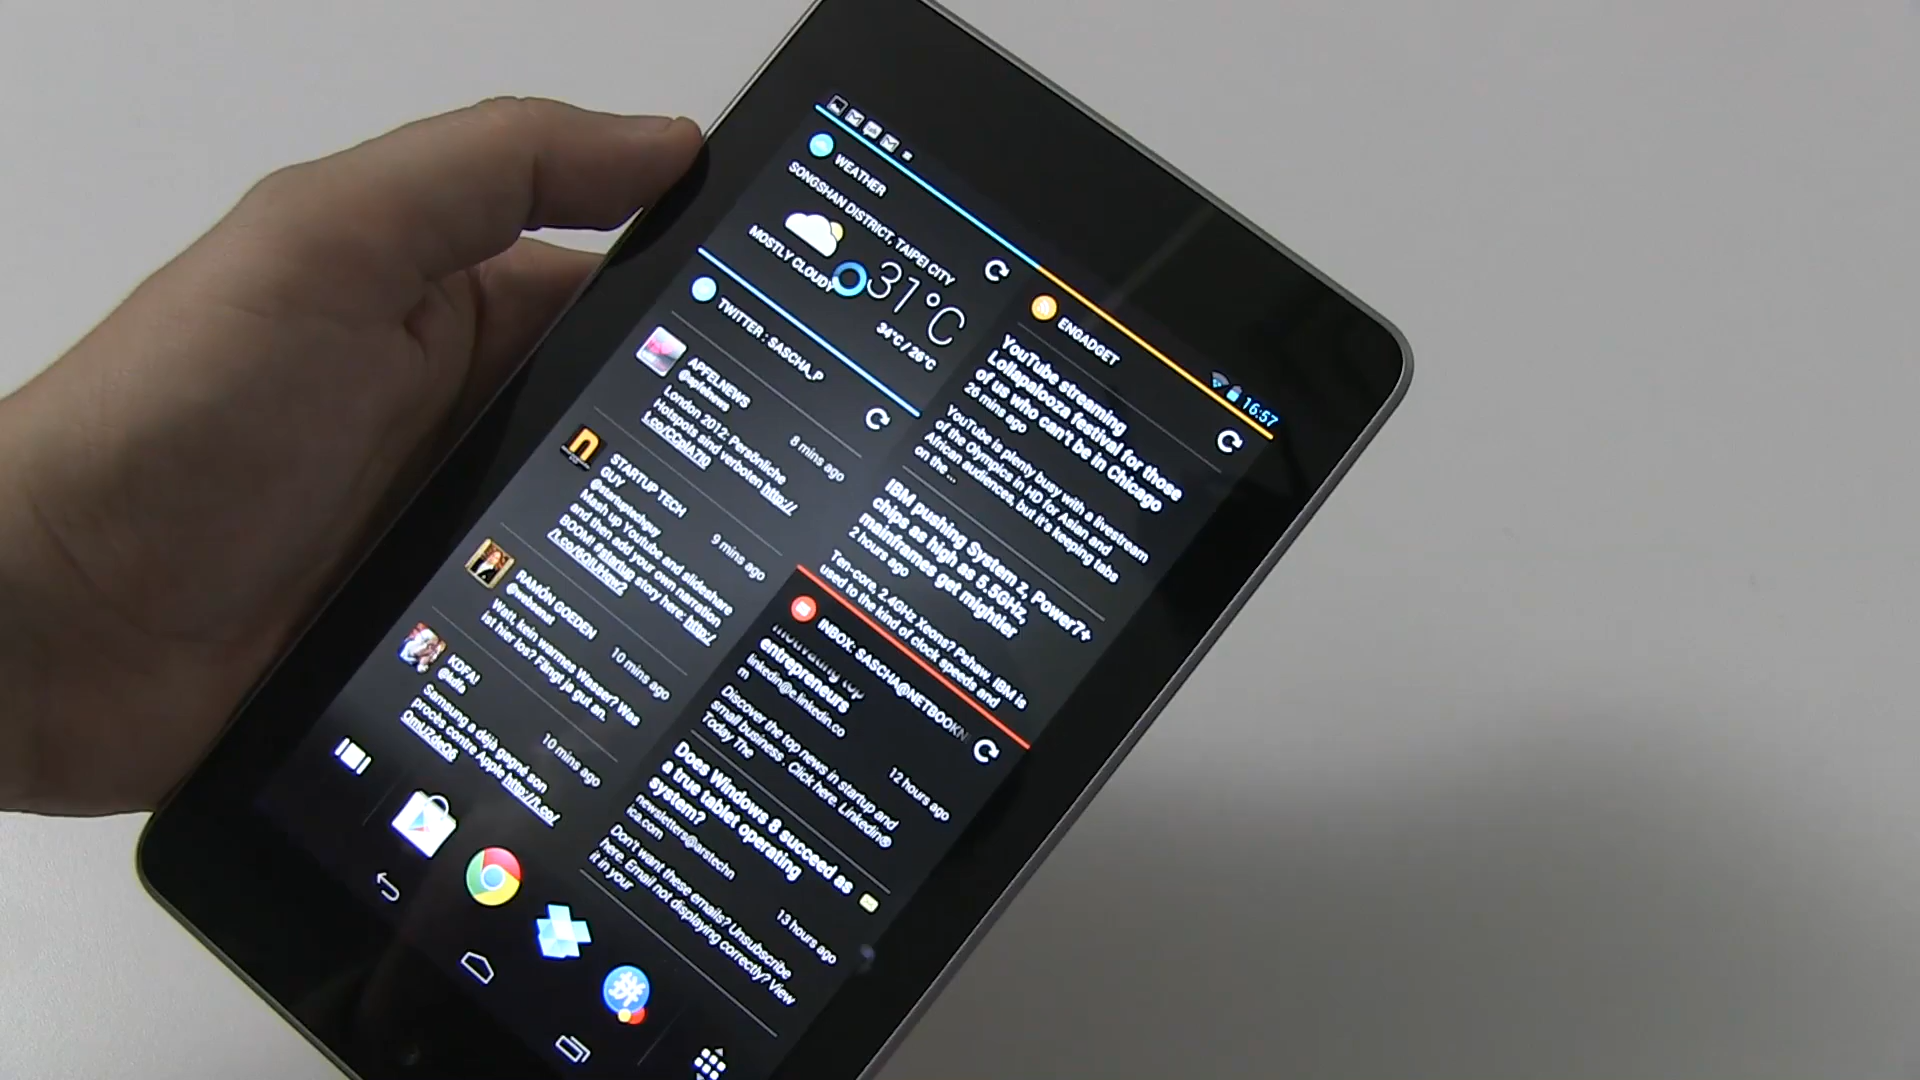 16:57
WEATHER
SONGSHAN DISTRICT, TAIPEI CITY
MOSTLY CLOUDY
31°C
34°C / 26°C
TWITTER : SASCHA_P
APFELNEWS
@apfelnews
8 mins ago
London 2012: Persönliche
Hotspots sind verboten http://
STARTUP TECH
GUY
@startuptechguy
9 mins ago
Mash up Youtube and slideshare
and then add your own narration
BOOM! #startup story here: http:/
RAMÓN GOEDEN
10 mins ago
Watt, kein warmes Wasser? Was
ist hier los? Fängt ja gut an.
KDFA!
@kdfa
10 mins ago
Samsung a déjà gagné son
procès contre Apple http://t.co/
ENGADGET
YouTube streaming
Lollapalooza festival for those
of us who can't be in Chicago
26 mins ago
YouTube is plenty busy with a livestream
of the Olympics in HD for Asian and
African audiences, but it's keeping tabs
on the ...
IBM pushing System z, Power7+
chips as high as 5.5GHz,
mainframes get mightier
2 hours ago
Ten-core, 2.4GHz Xeons? Pshaw. IBM is
used to the kind of clock speeds and
INBOX: SASCHA@NETBOOKN
motivating top
entrepreneurs
linkedin@e.linkedin.co
m
12 hours ago
Discover the top news in startup and
small business . Click here. LinkedIn®
Today The
Does Windows 8 succeed as
a true tablet operating
system?
newsletters@arstechn
ica.com
13 hours ago
Don't want these emails? Unsubscribe
here. Email not displaying correctly? View
it in your
拼